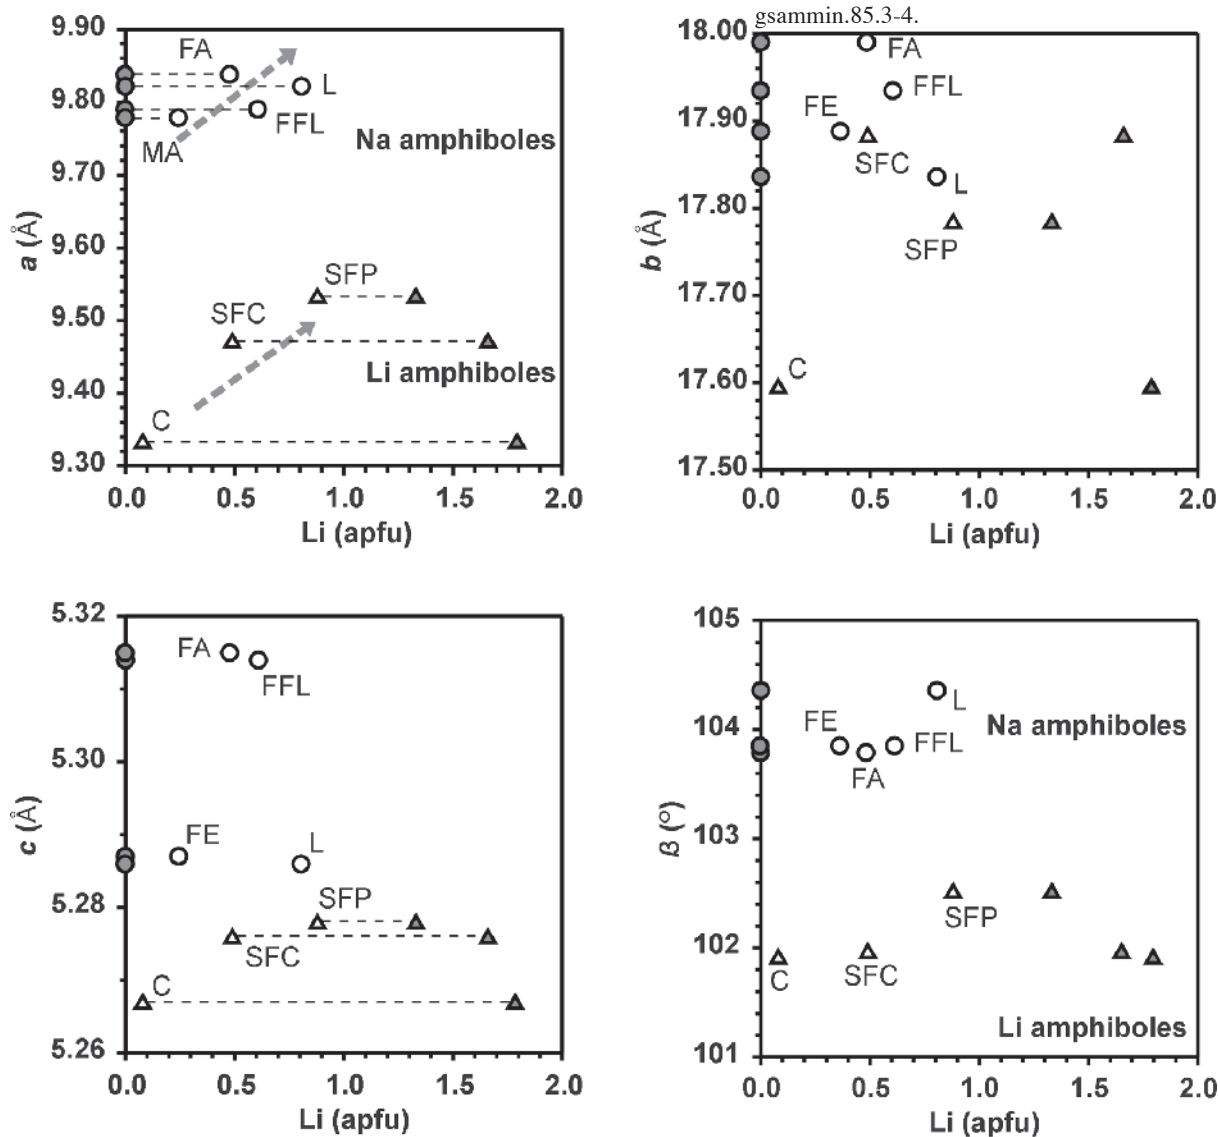 gsammin.85.3-4.
9.90
9.80
9.70
9.60
9.50
9.40
9.30
a (Å)
FA
L
FFL
MA
Na amphiboles
SFP
SFC
Li amphiboles
C
0.0 0.5 1.0 1.5 2.0
Li (apfu)
18.00
17.90
17.80
17.70
17.60
17.50
b (Å)
FA
FFL
FE
SFC
L
SFP
C
0.0 0.5 1.0 1.5 2.0
Li (apfu)
5.32
5.30
5.28
5.26
c (Å)
FA
FFL
FE
L
SFP
SFC
C
0.0 0.5 1.0 1.5 2.0
Li (apfu)
105
104
103
102
101
ß (°)
L
FE
FFL
Na amphiboles
FA
SFP
C
SFC
Li amphiboles
0.0 0.5 1.0 1.5 2.0
Li (apfu)